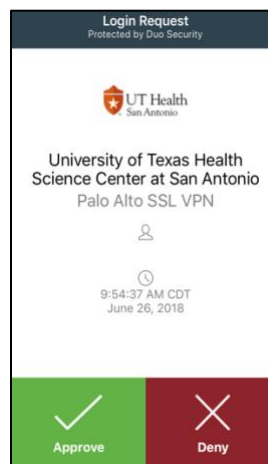 Login Request
Protected by Duo Security
UT Health
San Antonio
University of Texas Health
Science Center at San Antonio
Palo Alto SSL VPN
9:54:37 AM CDT
June 26, 2018
Approve
Deny